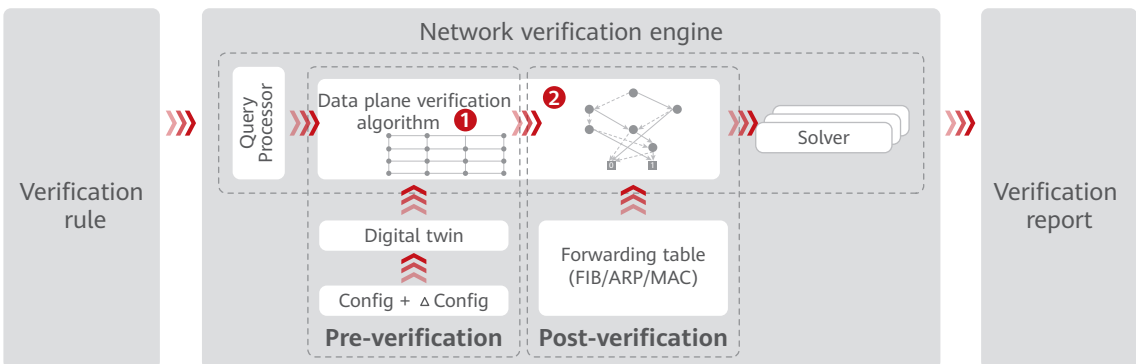 Network verification engine
Verification
rule
Query
Processor
Data plane verification
algorithm
1
2
0
1
Solver
Digital twin
Config + △ Config
Pre-verification
Forwarding table
(FIB/ARP/MAC)
Post-verification
Verification
report